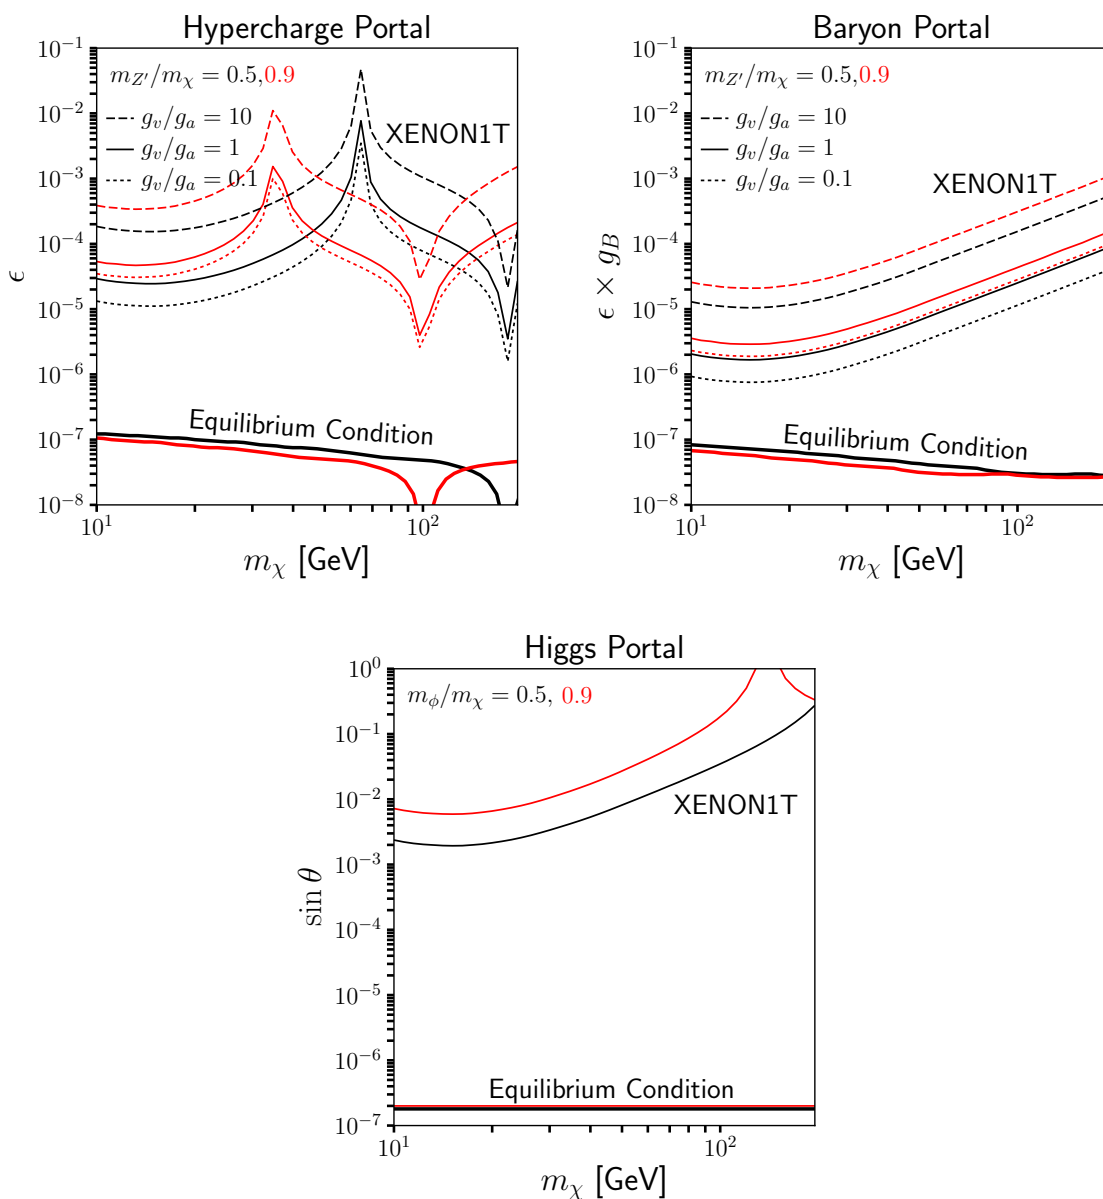 Hypercharge Portal
m_{Z'}/m_χ = 0.5, 0.9
g_v/g_a = 10
g_v/g_a = 1
g_v/g_a = 0.1
XENON1T
Equilibrium Condition
10^{-1}
10^{-2}
10^{-3}
10^{-4}
10^{-5}
10^{-6}
10^{-7}
10^{-8}
ϵ
10^1
10^2
m_χ [GeV]
Baryon Portal
m_{Z'}/m_χ = 0.5, 0.9
g_v/g_a = 10
g_v/g_a = 1
g_v/g_a = 0.1
XENON1T
Equilibrium Condition
10^{-1}
10^{-2}
10^{-3}
10^{-4}
10^{-5}
10^{-6}
10^{-7}
10^{-8}
ϵ × g_B
10^1
10^2
m_χ [GeV]
Higgs Portal
m_ϕ/m_χ = 0.5, 0.9
XENON1T
Equilibrium Condition
10^0
10^{-1}
10^{-2}
10^{-3}
10^{-4}
10^{-5}
10^{-6}
10^{-7}
sin θ
10^1
10^2
m_χ [GeV]